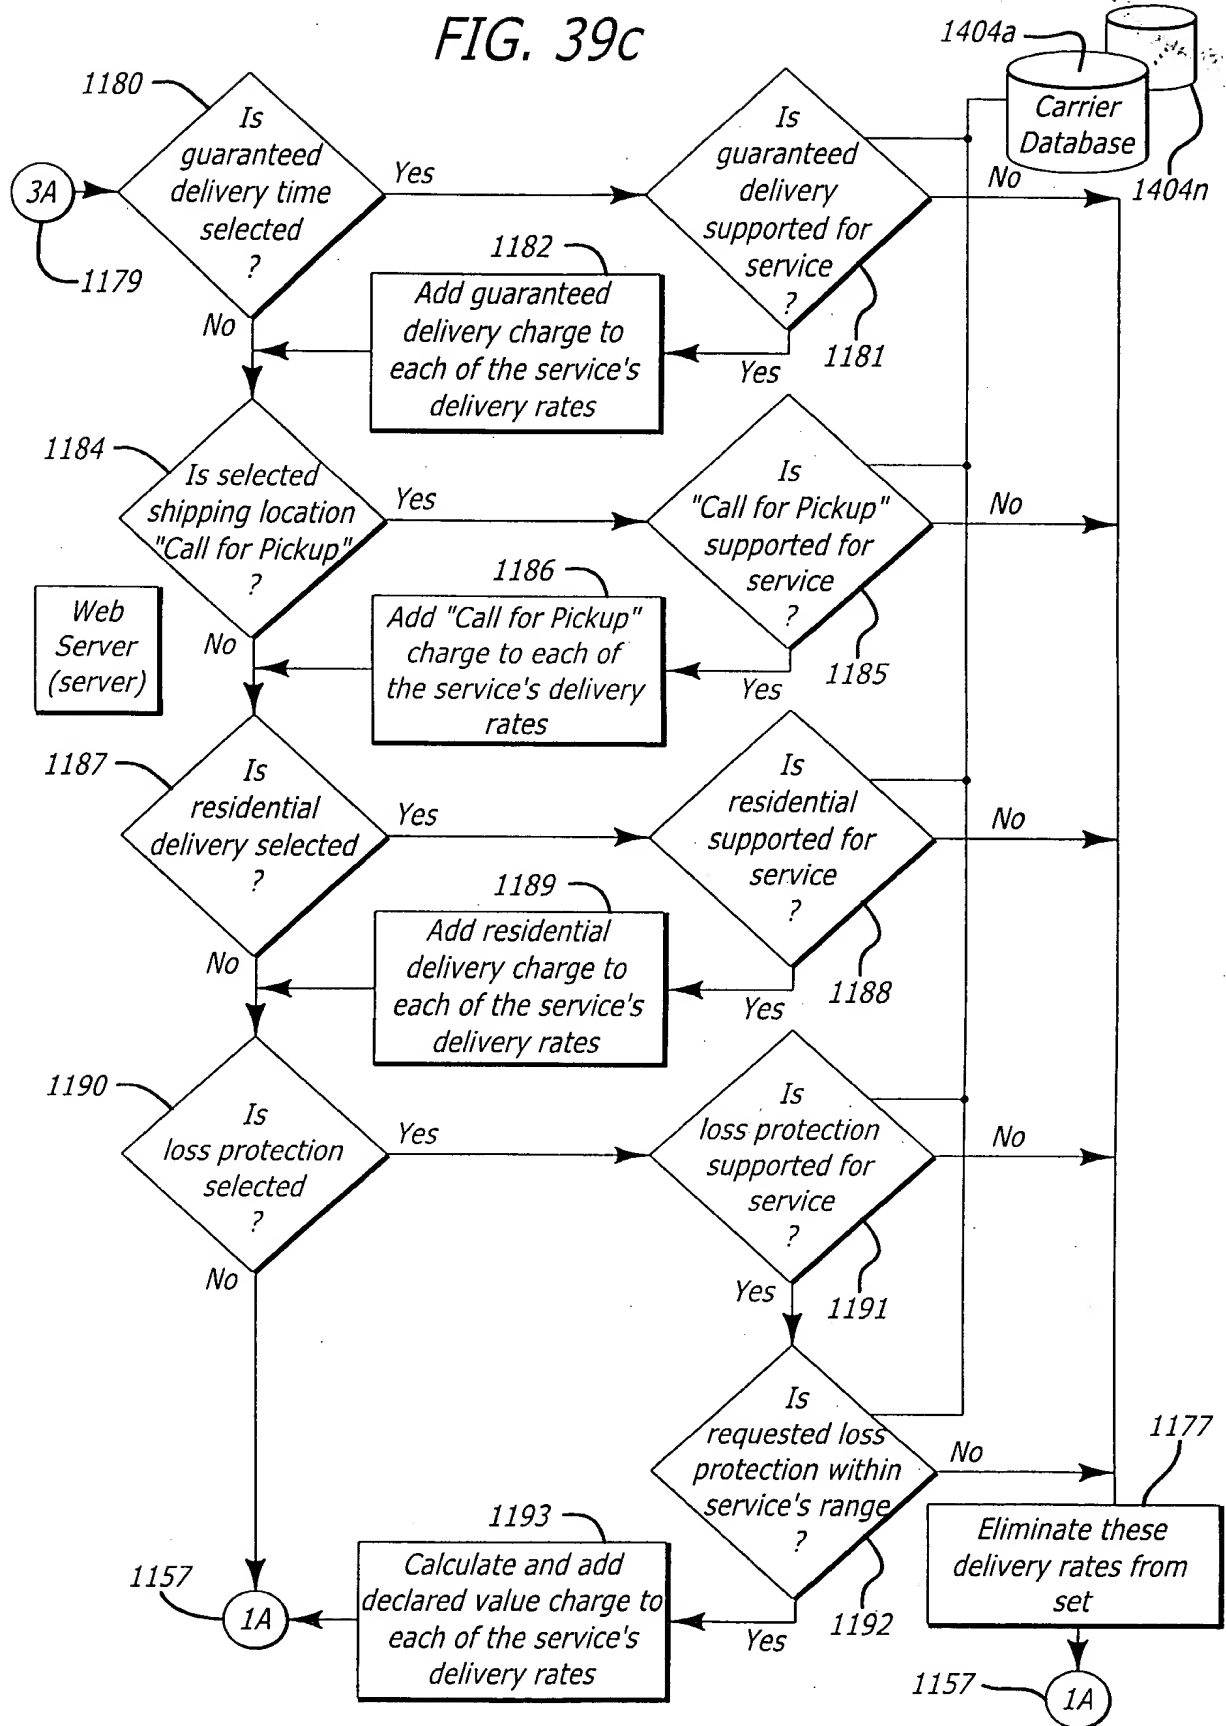 FIG. 39c
1404a
1180
Is
guaranteed
delivery time
selected
?
Is
guaranteed
delivery
supported for
service
?
Carrier
Database
1404n
3A
Yes
No
1179
1182
Add guaranteed
delivery charge to
each of the service's
delivery rates
No
Yes
1181
1184
Is selected
shipping location
"Call for Pickup"
?
Yes
Is
"Call for Pickup"
supported for
service
?
No
Web
Server
(server)
1186
Add "Call for Pickup"
charge to each of
the service's delivery
rates
No
Yes
1185
1187
Is
residential
delivery selected
?
Yes
Is
residential
supported for
service
?
No
1189
Add residential
delivery charge to
each of the service's
delivery rates
No
Yes
1188
1190
Is
loss protection
selected
?
Yes
Is
loss protection
supported for
service
?
No
No
Yes
1191
Is
requested loss
protection within
service's range
?
No
1177
Eliminate these
delivery rates from
set
1193
Calculate and add
declared value charge to
each of the service's
delivery rates
1157
1A
Yes
1192
1157
1A